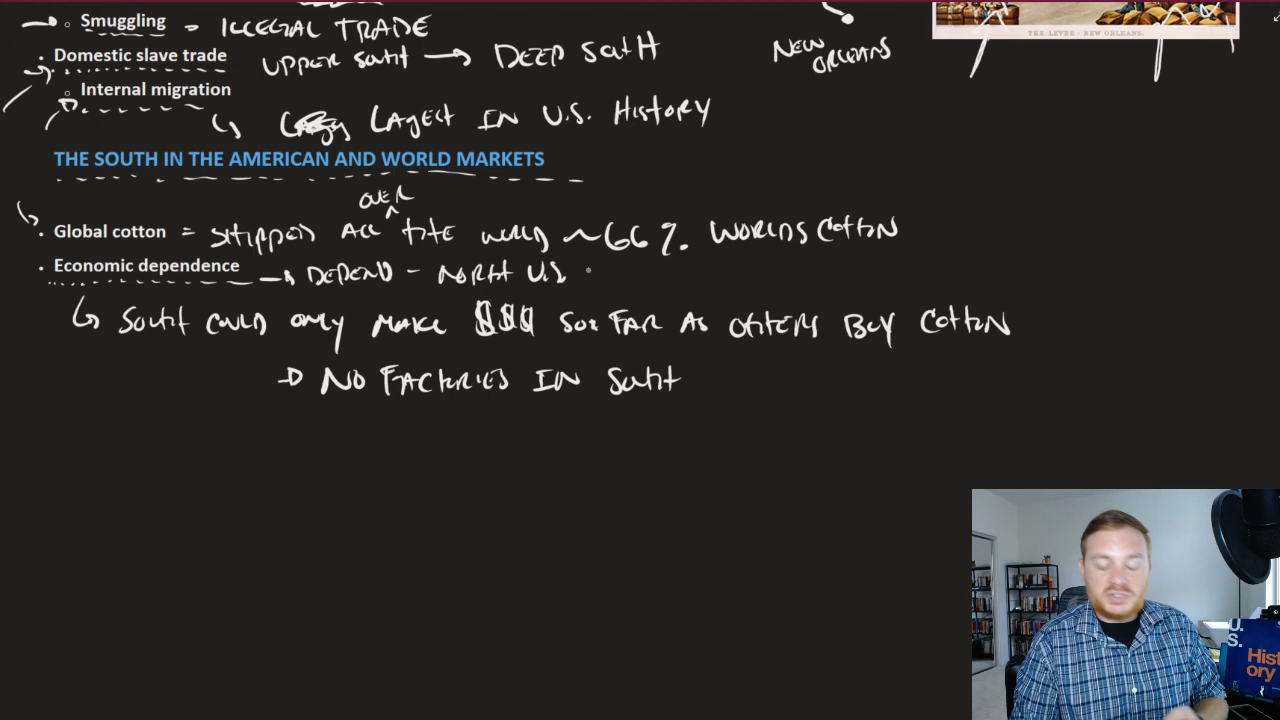 Smuggling = ILLEGAL TRADE
Domestic slave trade UPPER SOUTH → DEEP SOUTH
NEW ORLEANS
THE LEVEE - NEW ORLEANS.
Internal migration
LAgEST IN U.S. HISTORY
THE SOUTH IN THE AMERICAN AND WORLD MARKETS
OVER
Global cotton = SHIPPED ALL THE WORLD ~66%. WORLDS COTTON
Economic dependence → DEPEND - NORTH U.S
SOUTH COULD ONLY MAKE $$$ SO FAR AS OTHERS BUY COTTON
→ NO FACTORIES IN SOUTH
U.S.
History